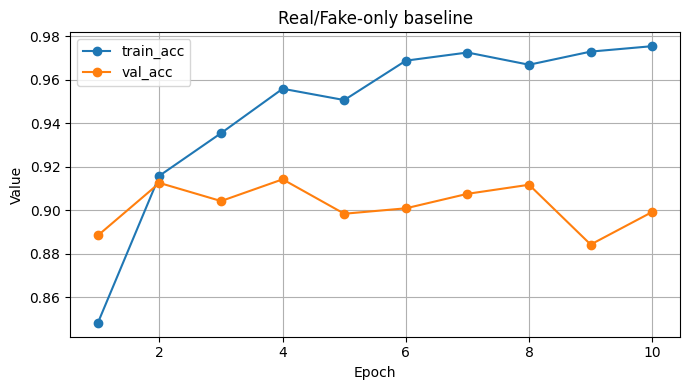 Real/Fake-only baseline
train_acc
val_acc
Value
0.98
0.96
0.94
0.92
0.90
0.88
0.86
2 4 6 8 10
Epoch